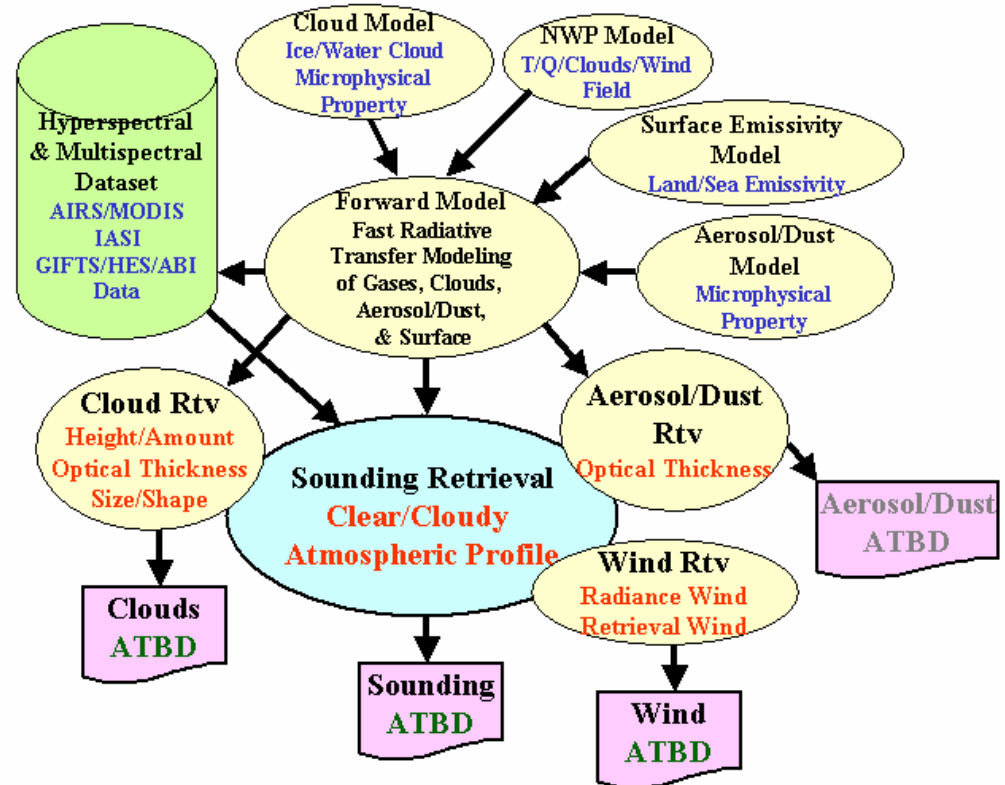 Cloud Model
Ice/Water Cloud
Microphysical
Property
NWP Model
T/Q/Clouds/Wind
Field
Hyperspectral
& Multispectral
Dataset
AIRS/MODIS
IASI
GIFTS/HES/ABI
Data
Surface Emissivity
Model
Land/Sea Emissivity
Forward Model
Fast Radiative
Transfer Modeling
of Gases, Clouds,
Aerosol/Dust,
& Surface
Aerosol/Dust
Model
Microphysical
Property
Cloud Rtv
Height/Amount
Optical Thickness
Size/Shape
Aerosol/Dust
Rtv
Optical Thickness
Sounding Retrieval
Clear/Cloudy
Atmospheric Profile
Aerosol/Dust
ATBD
Wind Rtv
Radiance Wind
Retrieval Wind
Clouds
ATBD
Sounding
ATBD
Wind
ATBD